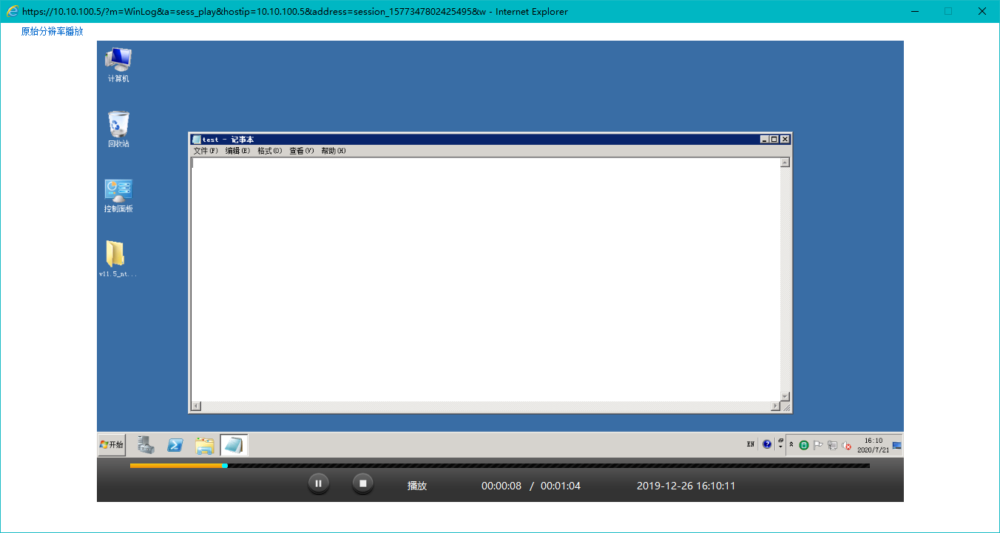 https://10.10.100.5/?m=WinLog&a=sess_play&hostip=10.10.100.5&address=session_1577347802425495&w - Internet Explorer
原始分辨率播放
计算机
回收站
控制面板
v11.5_nt...
test - 记事本
文件(F) 编辑(E) 格式(O) 查看(V) 帮助(H)
开始
EN
16:10
2020/7/21
播放
00:00:08 / 00:01:04
2019-12-26 16:10:11